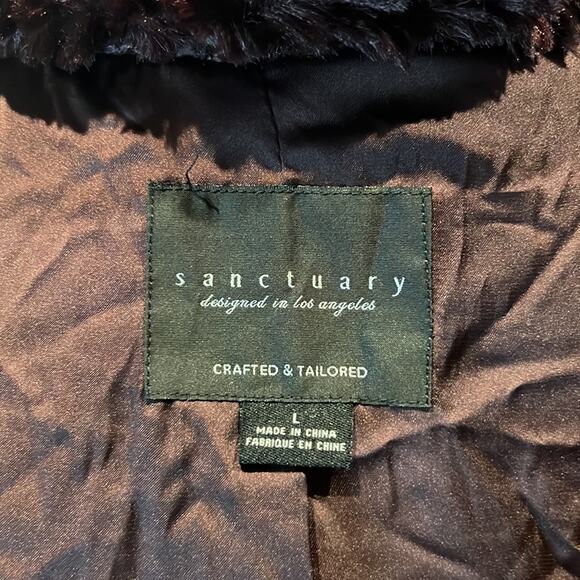 sanctuary
designed in los angeles
CRAFTED & TAILORED
L
MADE IN CHINA
FABRIQUE EN CHINE